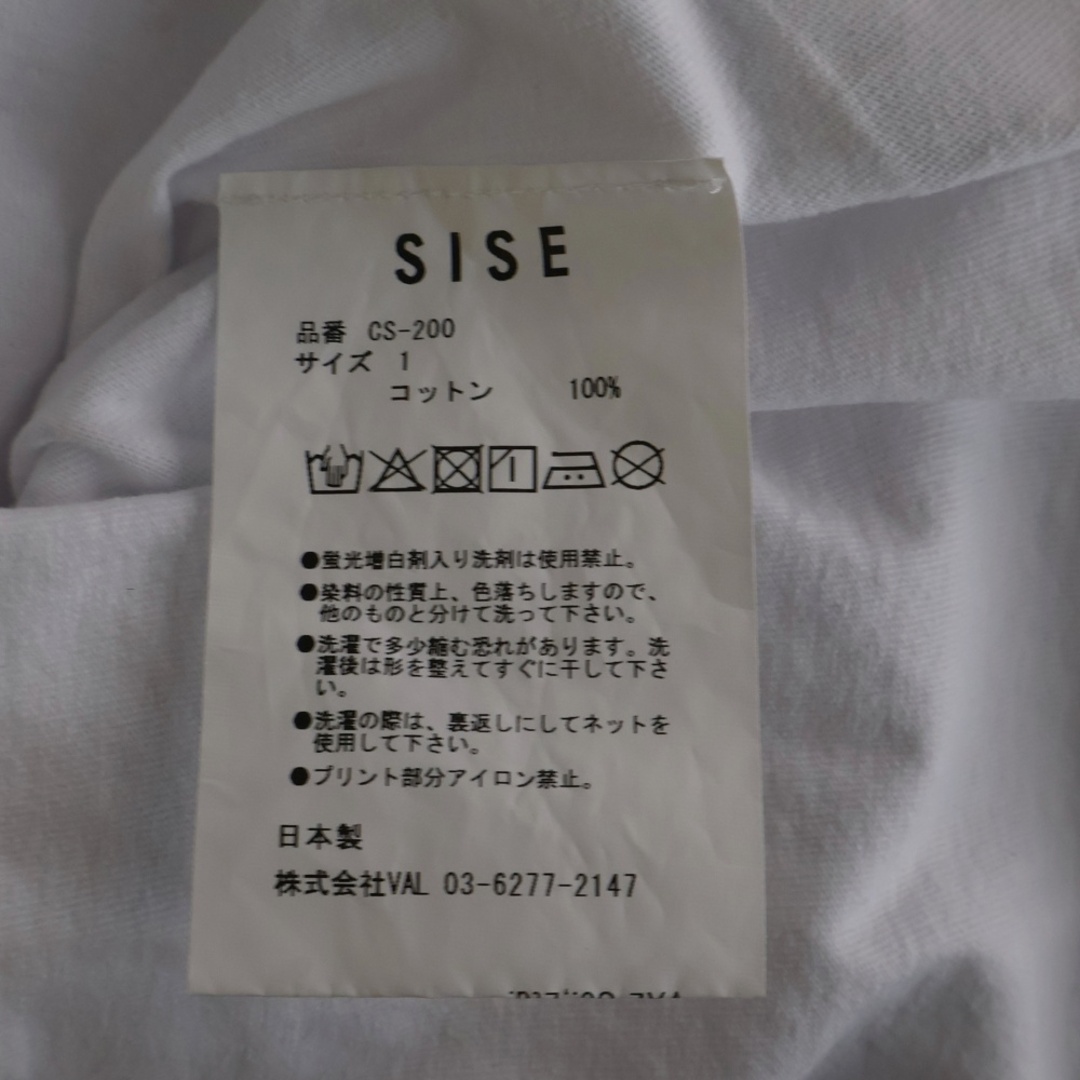 SISE
品番 CS-200
サイズ 1
コットン 100%
●蛍光増白剤入り洗剤は使用禁止。
●染料の性質上、色落ちしますので、
他のものと分けて洗って下さい。
●洗濯で多少縮む恐れがあります。洗
濯後は形を整えてすぐに干して下さ
い。
●洗濯の際は、裏返しにしてネットを
使用して下さい。
●プリント部分アイロン禁止。
日本製
株式会社VAL 03-6277-2147